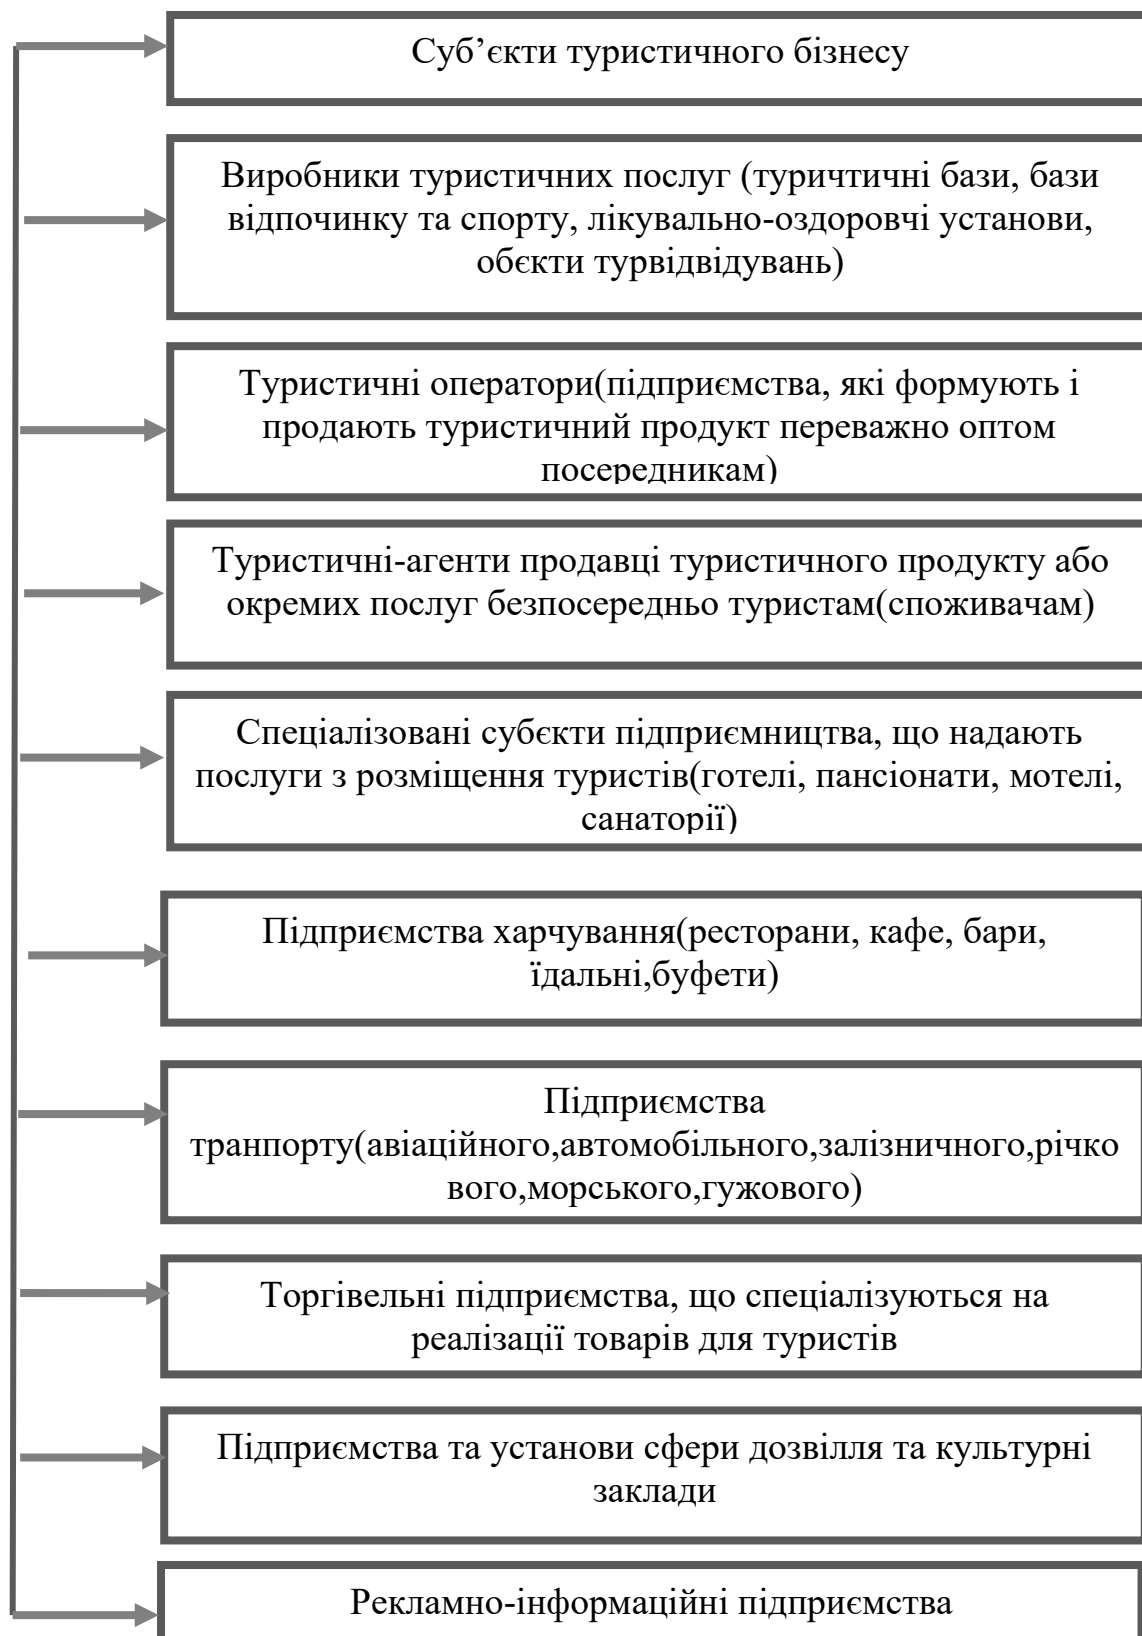 Суб’єкти туристичного бізнесу
Виробники туристичних послуг (туричтичні бази, бази
відпочинку та спорту, лікувально-оздоровчі установи,
обєкти турвідвідувань)
Туристичні оператори(підприємства, які формують і
продають туристичний продукт переважно оптом
посередникам)
Туристичні-агенти продавці туристичного продукту або
окремих послуг безпосередньо туристам(споживачам)
Спеціалізовані субєкти підприємництва, що надають
послуги з розміщення туристів(готелі, пансіонати, мотелі,
санаторії)
Підприємства харчування(ресторани, кафе, бари,
їдальні,буфети)
Підприємства
транпорту(авіаційного,автомобільного,залізничного,річко
вого,морського,гужового)
Торгівельні підприємства, що спеціалізуються на
реалізації товарів для туристів
Підприємства та установи сфери дозвілля та культурні
заклади
Рекламно-інформаційні підприємства